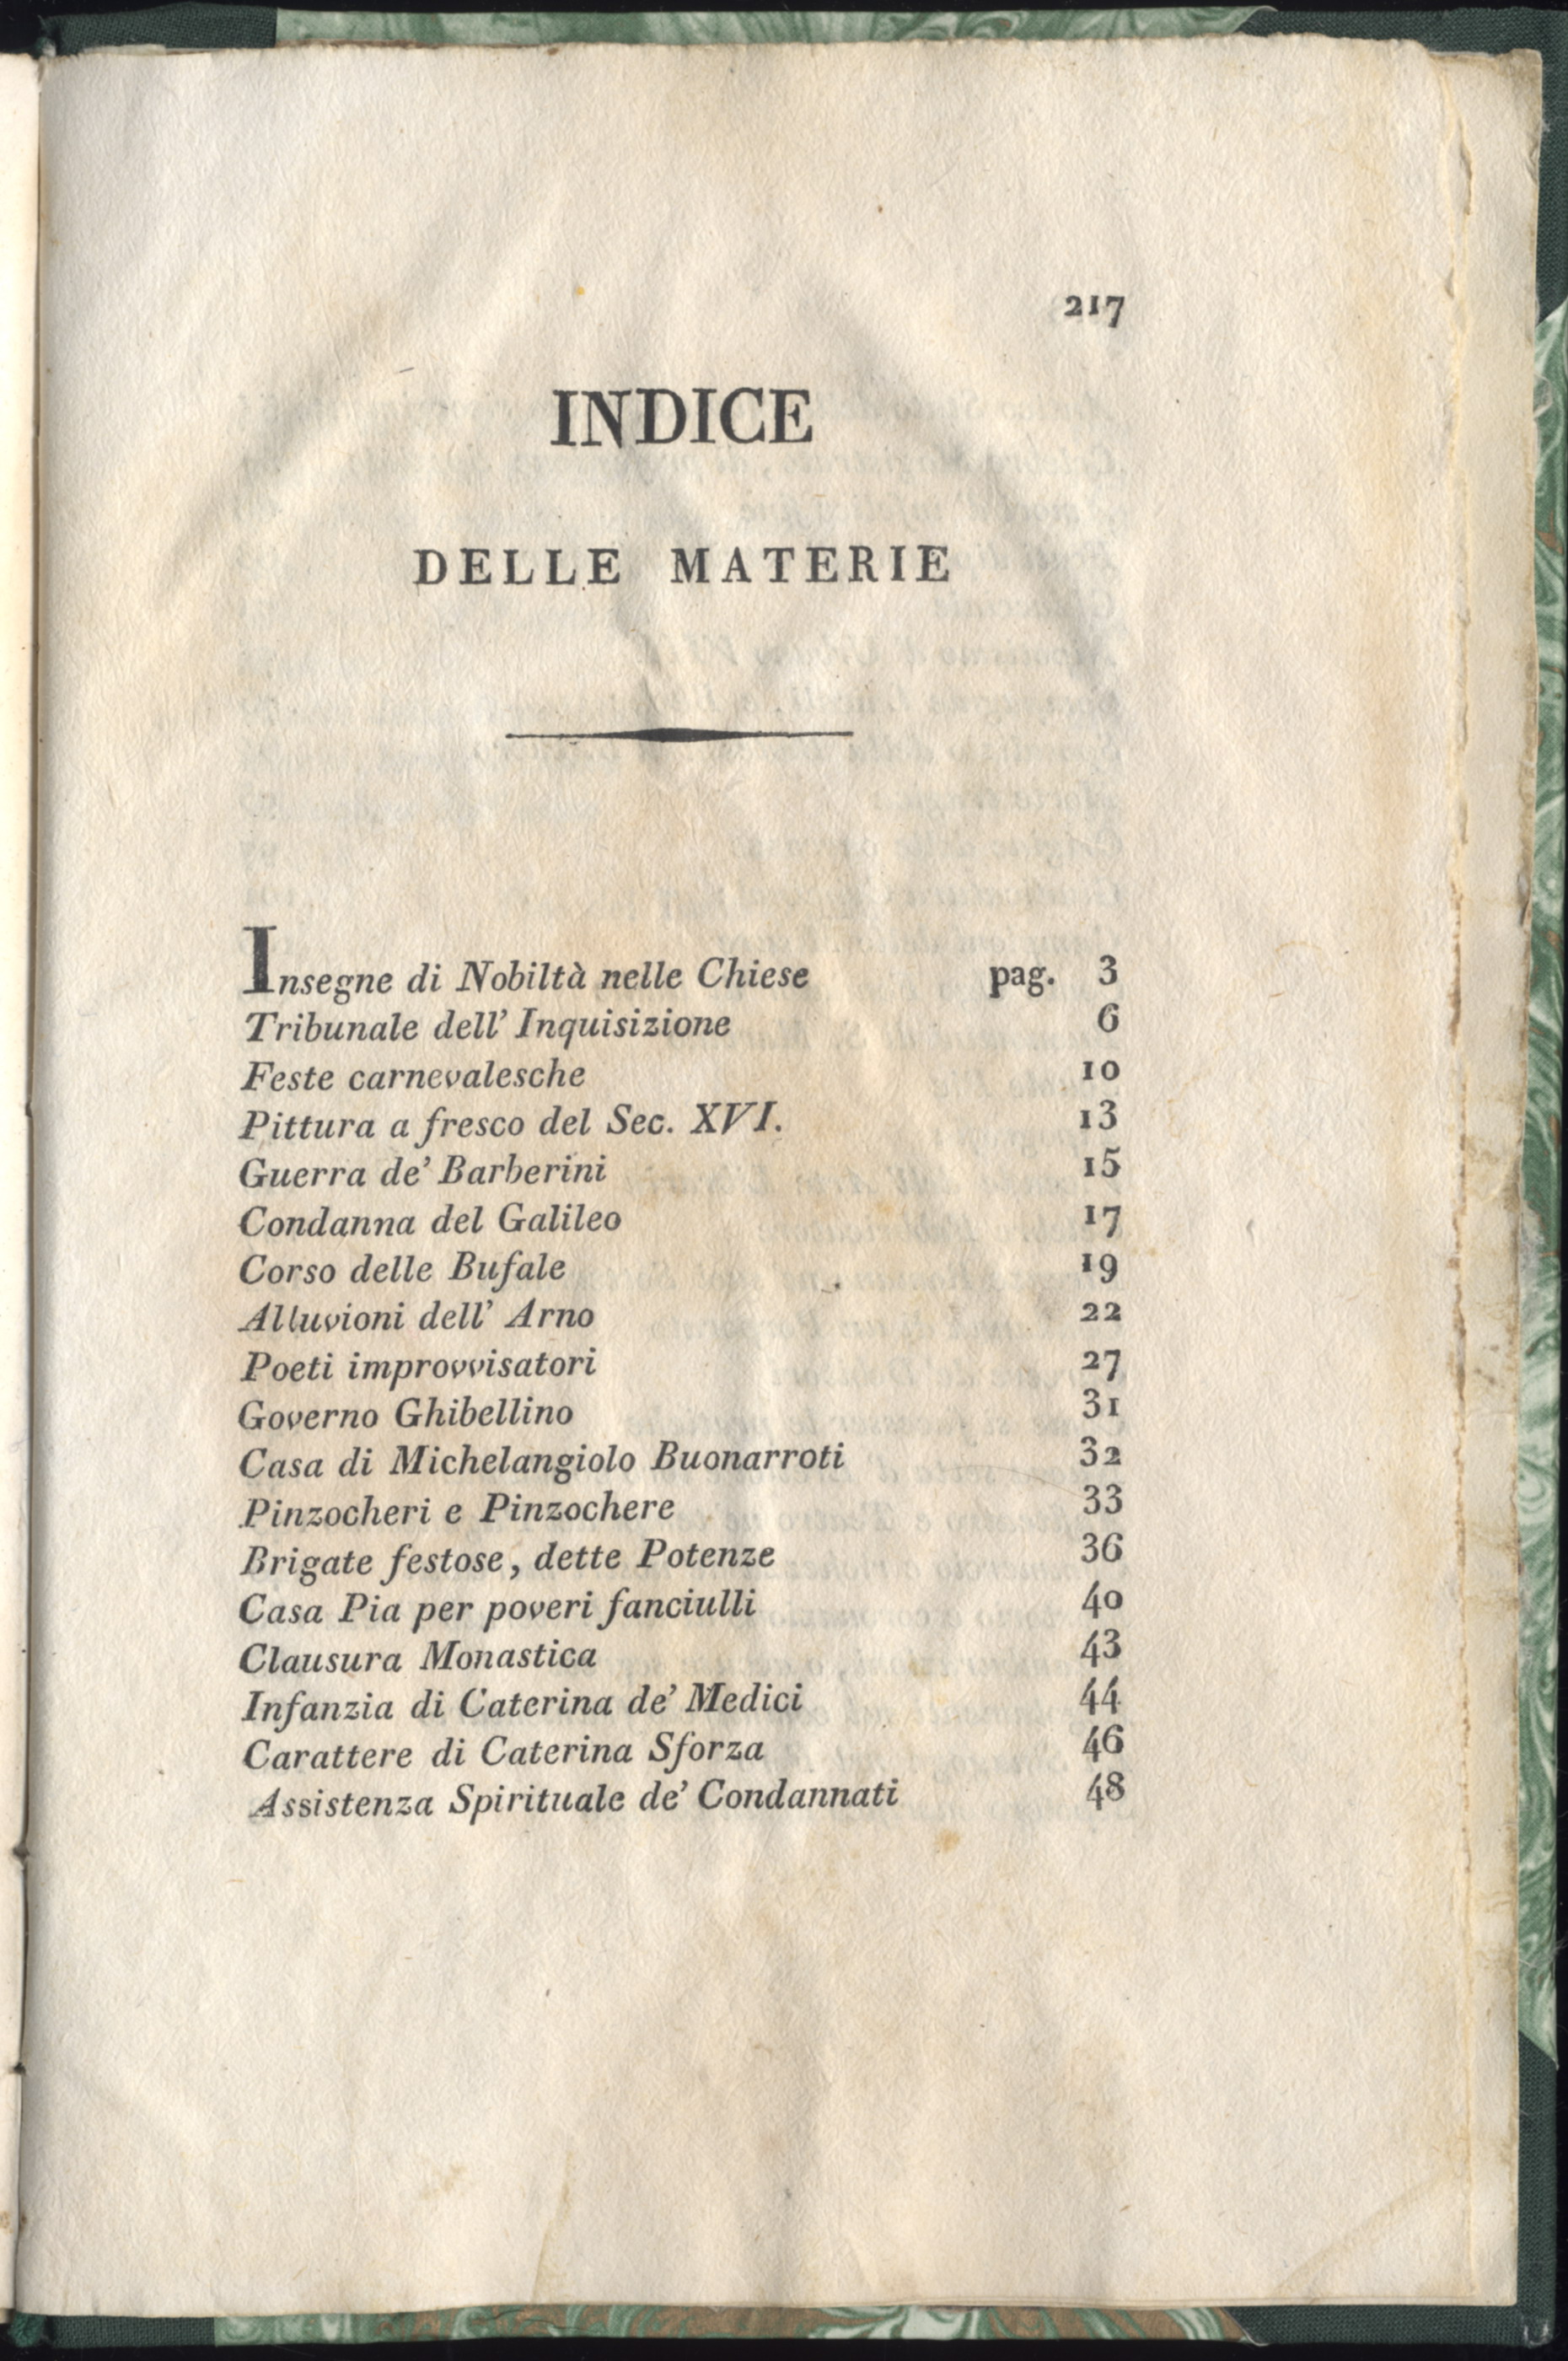 217
INDICE
DELLE MATERIE
Insegne di Nobiltà nelle Chiese pag. 3
Tribunale dell' Inquisizione 6
Feste carnevalesche 10
Pittura a fresco del Sec. XVI. 13
Guerra de' Barberini 15
Condanna del Galileo 17
Corso delle Bufale 19
Alluvioni dell' Arno 22
Poeti improvvisatori 27
Governo Ghibellino 31
Casa di Michelangiolo Buonarroti 32
Pinzocheri e Pinzochere 33
Brigate festose, dette Potenze 36
Casa Pia per poveri fanciulli 40
Clausura Monastica 43
Infanzia di Caterina de' Medici 44
Carattere di Caterina Sforza 46
Assistenza Spirituale de' Condannati 48